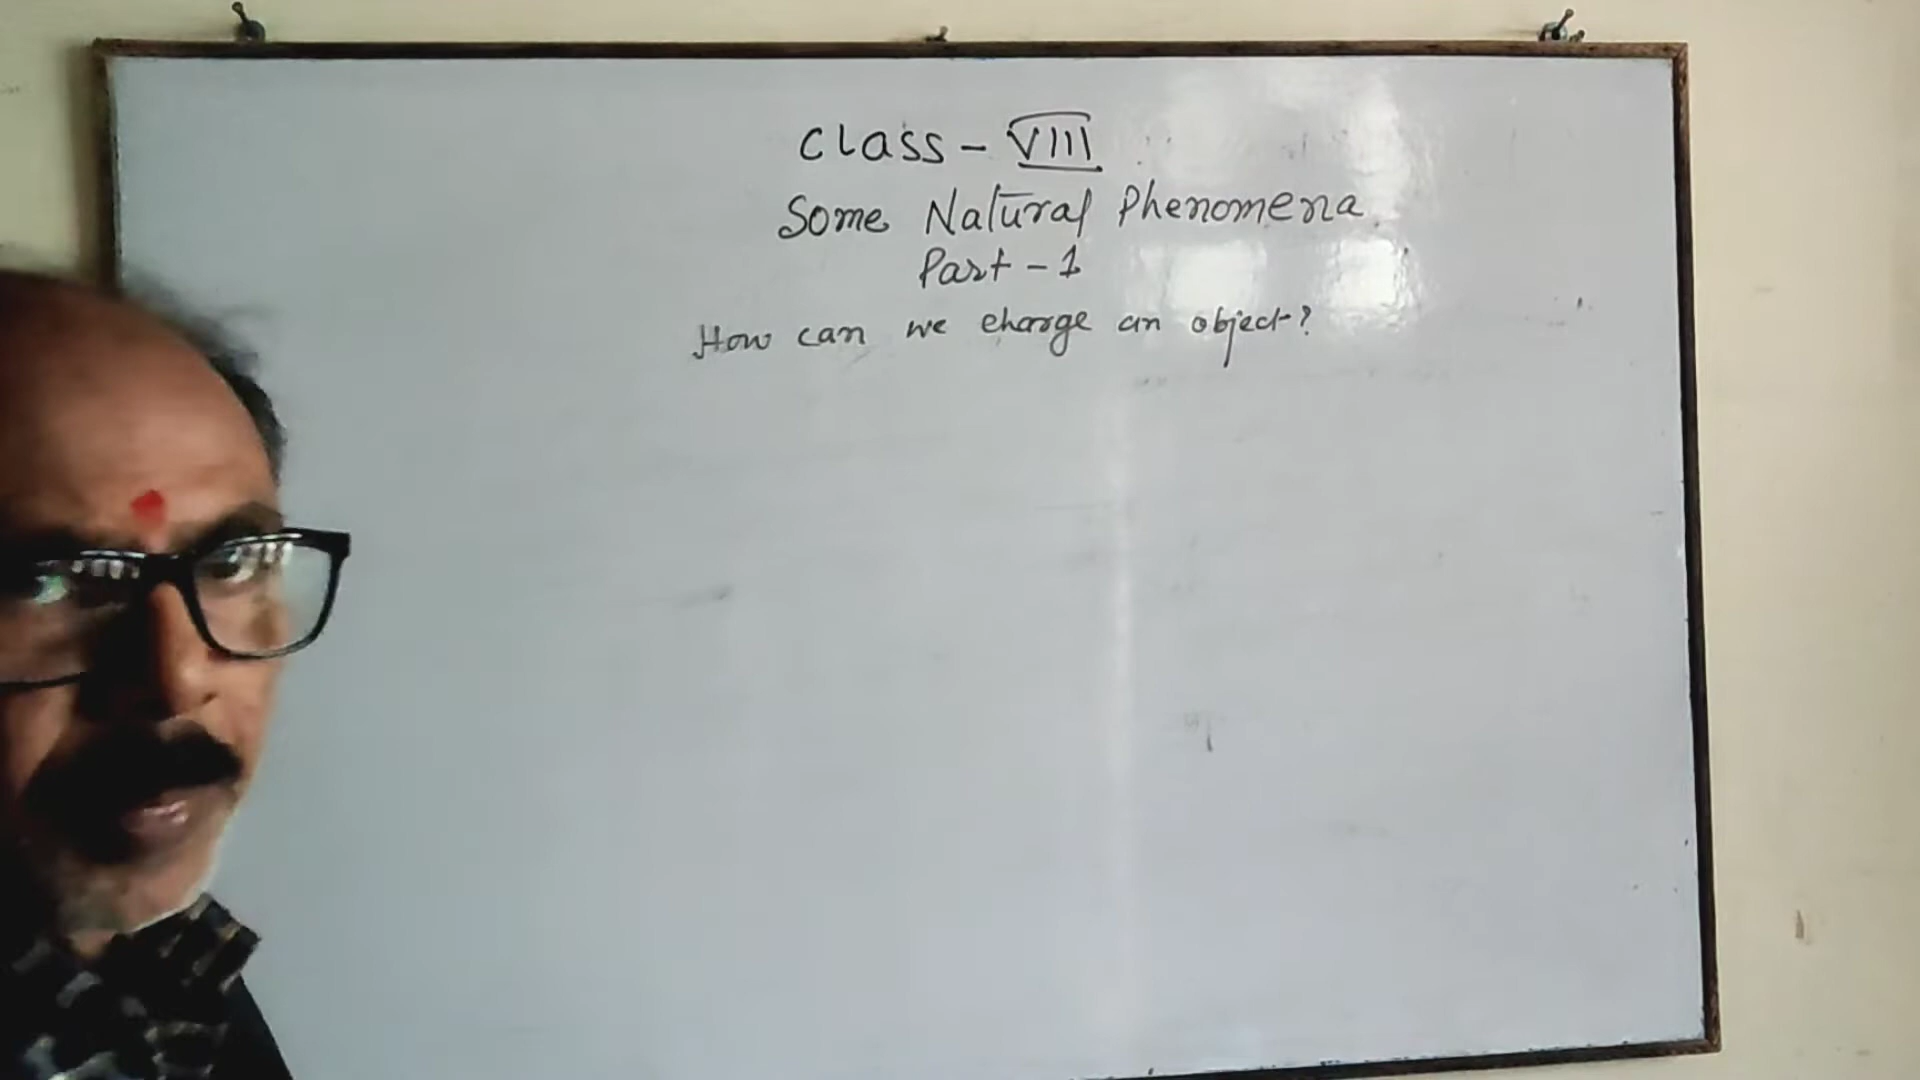 Class - VIII
Some Natural Phenomena
Part - 1
How can we charge an object?